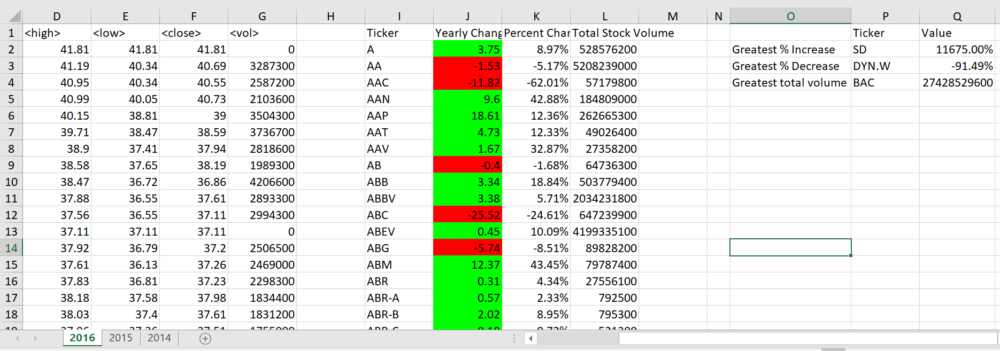 D E F G H I J K L M N O P Q
1 <high> <low> <close> <vol> Ticker Yearly Chang Percent Char Total Stock Volume Ticker Value
2 41.81 41.81 41.81 0 A 3.75 8.97% 528576200 Greatest % Increase SD 11675.00%
3 41.19 40.34 40.69 3287300 AA -1.53 -5.17% 5208239000 Greatest % Decrease DYN.W -91.49%
4 40.95 40.34 40.55 2587200 AAC -11.82 -62.01% 57179800 Greatest total volume BAC 27428529600
5 40.99 40.05 40.73 2103600 AAN 9.6 42.88% 184809000
6 40.15 38.81 39 3504300 AAP 18.61 12.36% 262665300
7 39.71 38.47 38.59 3736700 AAT 4.73 12.33% 49026400
8 38.9 37.41 37.94 2818600 AAV 1.67 32.87% 27358200
9 38.58 37.65 38.19 1989300 AB -0.4 -1.68% 64736300
10 38.47 36.72 36.86 4206600 ABB 3.34 18.84% 503779400
11 37.88 36.55 37.61 2893300 ABBV 3.38 5.71% 2034231800
12 37.56 36.55 37.11 2994300 ABC -25.52 -24.61% 647239900
13 37.11 37.11 37.11 0 ABEV 0.45 10.09% 4199335100
14 37.92 36.79 37.2 2506500 ABG -5.74 -8.51% 89828200
15 37.61 36.13 37.26 2469000 ABM 12.37 43.45% 79787400
16 37.83 36.81 37.23 2298300 ABR 0.31 4.34% 27556100
17 38.18 37.58 37.98 1834400 ABR-A 0.57 2.33% 792500
18 38.03 37.4 37.61 1831200 ABR-B 2.02 8.95% 795300
2016 2015 2014